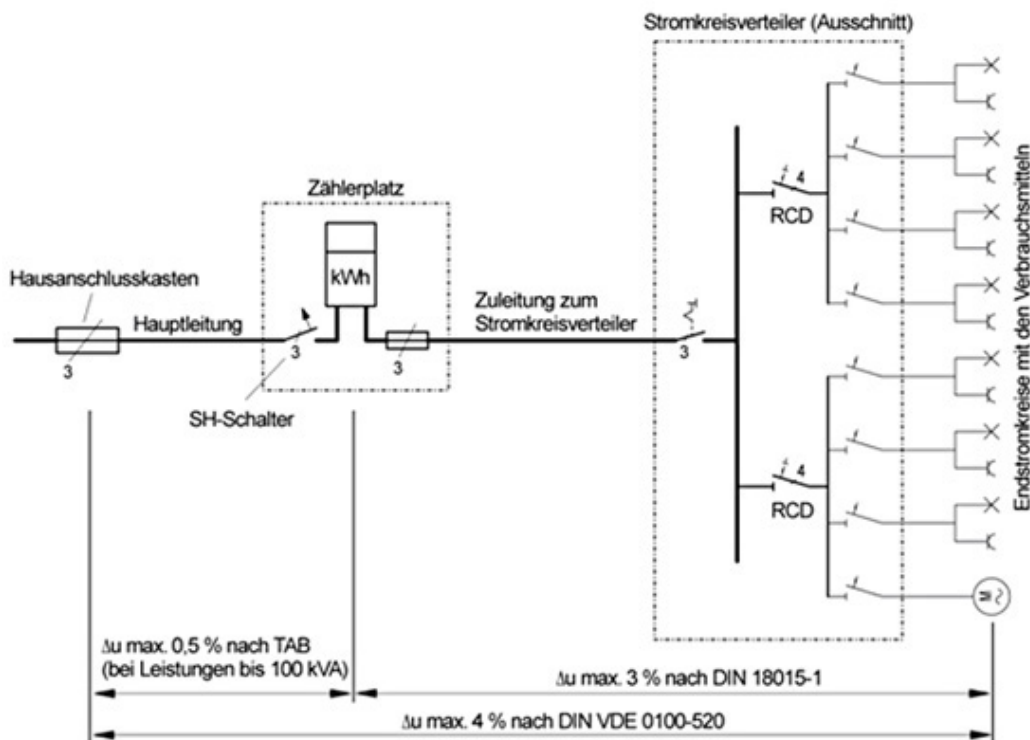 Stromkreisverteiler (Ausschnitt)
Zählerplatz
kWh
Hausanschlusskasten
Hauptleitung
3
3
3
SH-Schalter
Zuleitung zum
Stromkreisverteiler
3
4
RCD
4
RCD
M
Endstromkreise mit den Verbrauchsmitteln
Δu max. 0,5 % nach TAB
(bei Leistungen bis 100 kVA)
Δu max. 3 % nach DIN 18015-1
Δu max. 4 % nach DIN VDE 0100-520